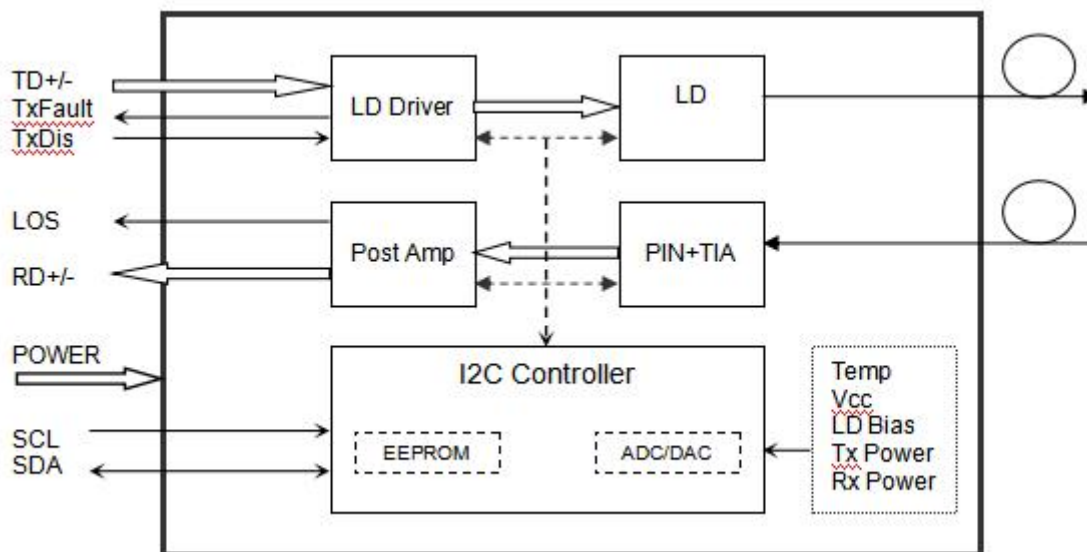 TD+/-
TxFault
TxDis
LD Driver
LD
LOS
RD+/-
Post Amp
PIN+TIA
POWER
SCL
SDA
I2C Controller
EEPROM
ADC/DAC
Temp
Vcc
LD Bias
Tx Power
Rx Power